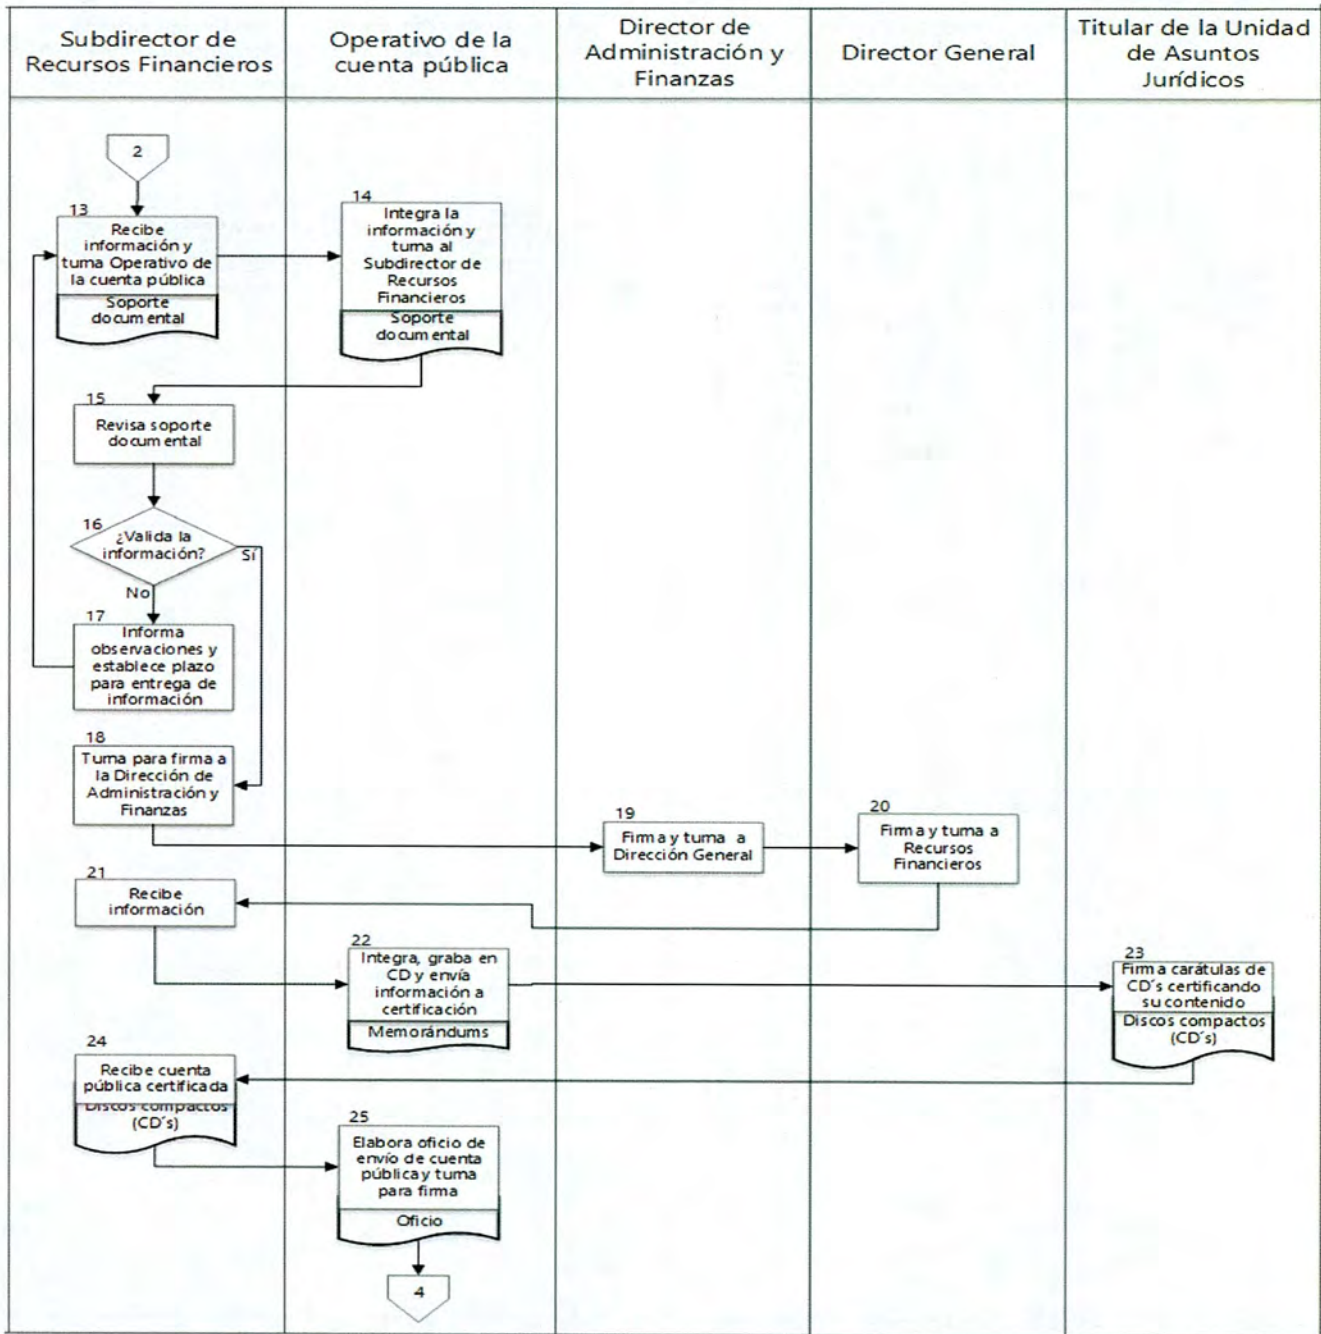 Subdirector de
Recursos Financieros
Operativo de la
cuenta pública
Director de
Administración y
Finanzas
Director General
Titular de la Unidad
de Asuntos
Jurídicos
2
13
Recibe
información y
turna Operativo de
la cuenta pública
Soporte
documental
14
Integra la
información y
turna al
Subdirector de
Recursos
Financieros
Soporte
documental
15
Revisa soporte
documental
16
¿Valida la
información?
Sí
No
17
Informa
observaciones y
establece plazo
para entrega de
información
18
Turna para firma a
la Dirección de
Administración y
Finanzas
19
Firma y turna a
Dirección General
20
Firma y turna a
Recursos
Financieros
21
Recibe
información
22
Integra, graba en
CD y envía
información a
certificación
Memorándums
23
Firma carátulas de
CD´s certificando
su contenido
Discos compactos
(CD´s)
24
Recibe cuenta
pública certificada
Discos compactos
(CD´s)
25
Elabora oficio de
envío de cuenta
pública y turna
para firma
Oficio
4